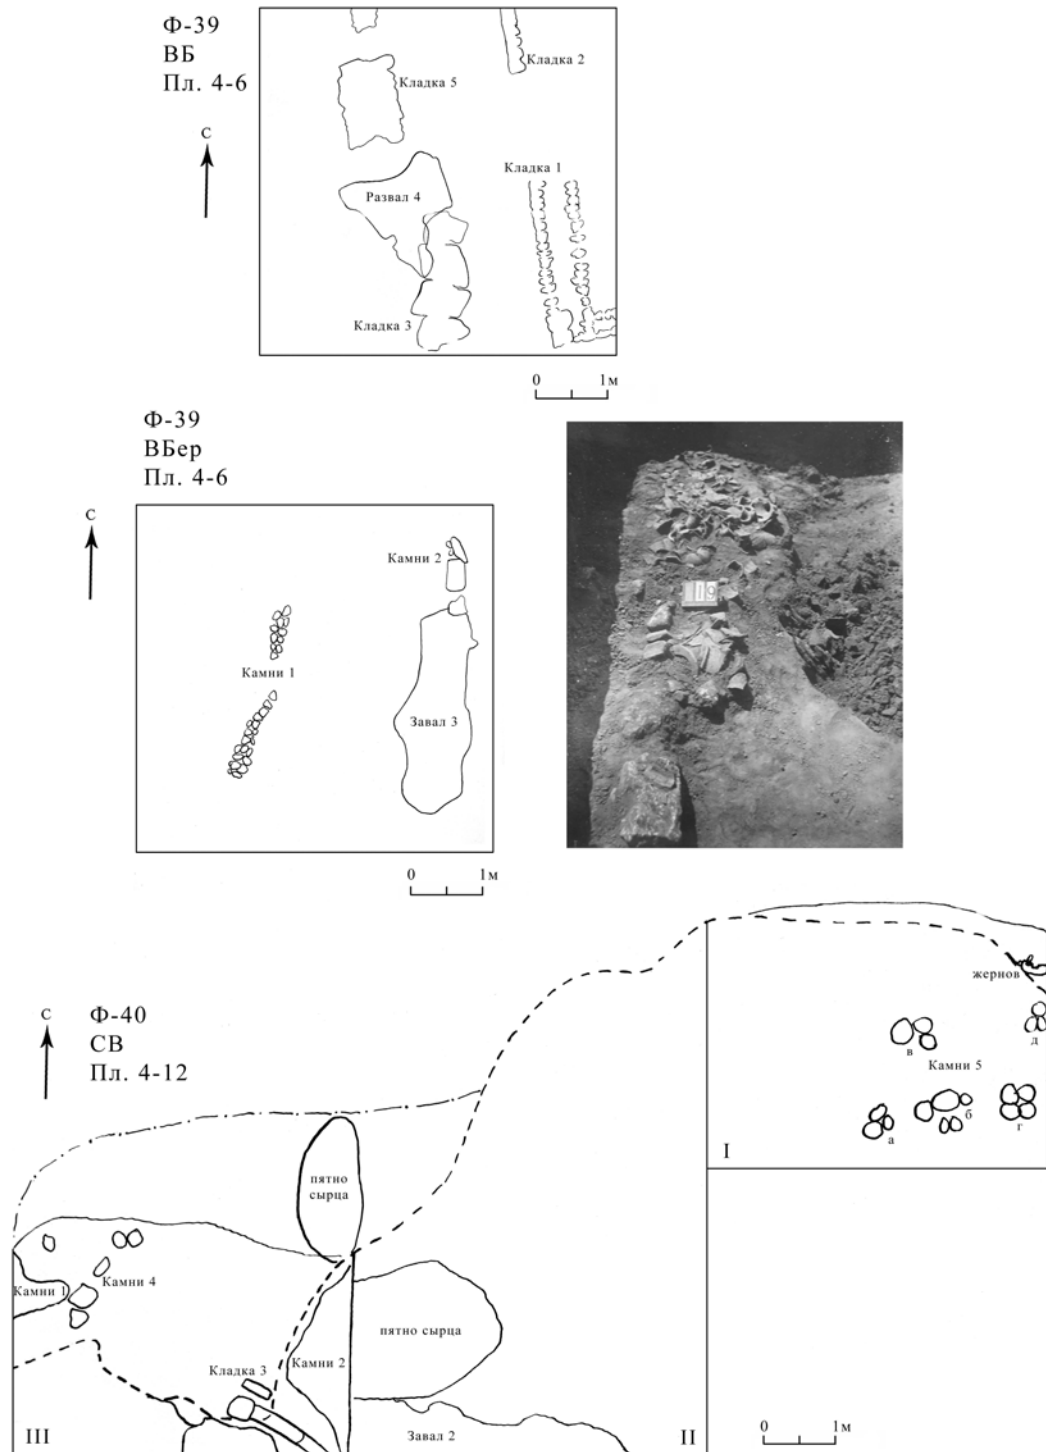 Ф-39
ВБ
Пл. 4-6
С
Кладка 2
Кладка 5
Кладка 1
Развал 4
Кладка 3
0 1м
Ф-39
ВБер
Пл. 4-6
С
Камни 2
Камни 1
Завал 3
0 1м
19
Ф-40
СВ
Пл. 4-12
С
жернов
д
в
Камни 5
б
а
г
I
пятно
сырца
Камни 1
Камни 4
пятно сырца
Кладка 3
Камни 2
Завал 2
III
II
0 1м